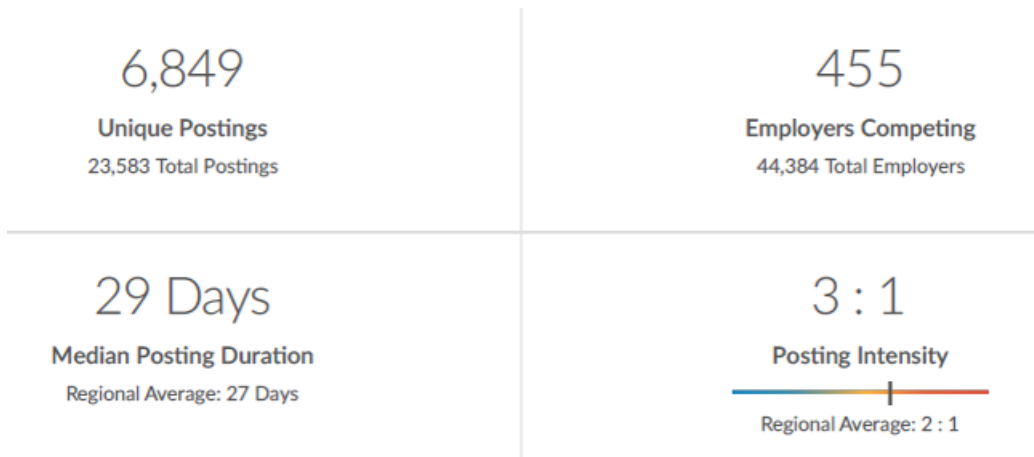 6,849
Unique Postings
23,583 Total Postings
455
Employers Competing
44,384 Total Employers
29 Days
Median Posting Duration
Regional Average: 27 Days
3 : 1
Posting Intensity
Regional Average: 2 : 1